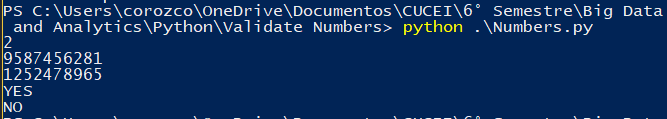 PS C:\Users\corozco\OneDrive\Documentos\CUCEI\6° Semestre\Big Data
and Analytics\Python\Validate Numbers> python .\Numbers.py
2
9587456281
1252478965
YES
NO